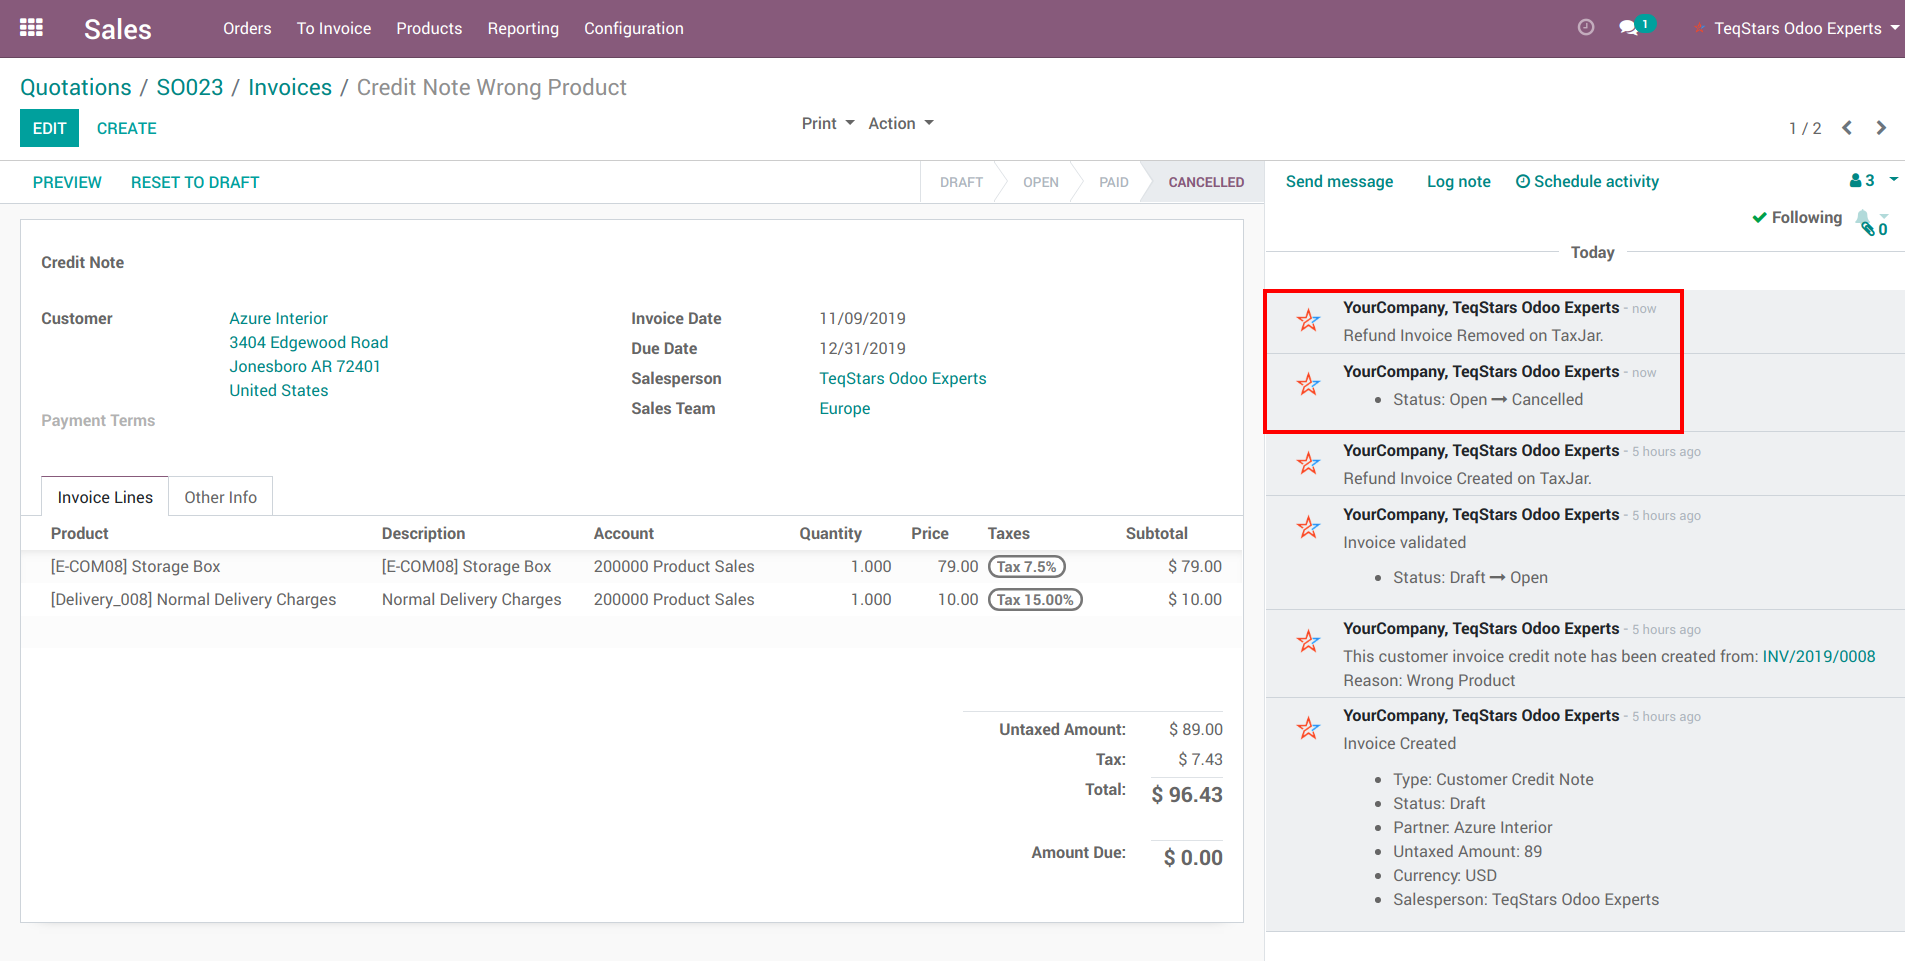 Sales Orders To Invoice Products Reporting Configuration 1 TeqStars Odoo Experts
Quotations / SO023 / Invoices / Credit Note Wrong Product
EDIT CREATE Print Action 1 / 2
PREVIEW RESET TO DRAFT DRAFT OPEN PAID CANCELLED
Credit Note
Customer Azure Interior
3404 Edgewood Road
Jonesboro AR 72401
United States
Payment Terms
Invoice Date 11/09/2019
Due Date 12/31/2019
Salesperson TeqStars Odoo Experts
Sales Team Europe
Invoice Lines Other Info
Product Description Account Quantity Price Taxes Subtotal
[E-COM08] Storage Box [E-COM08] Storage Box 200000 Product Sales 1.000 79.00 Tax 7.5% $ 79.00
[Delivery_008] Normal Delivery Charges Normal Delivery Charges 200000 Product Sales 1.000 10.00 Tax 15.00% $ 10.00
Untaxed Amount: $ 89.00
Tax: $ 7.43
Total: $ 96.43
Amount Due: $ 0.00
Send message Log note Schedule activity 3
Following 0
Today
YourCompany, TeqStars Odoo Experts - now
Refund Invoice Removed on TaxJar.
YourCompany, TeqStars Odoo Experts - now
• Status: Open → Cancelled
YourCompany, TeqStars Odoo Experts - 5 hours ago
Refund Invoice Created on TaxJar.
YourCompany, TeqStars Odoo Experts - 5 hours ago
Invoice validated
• Status: Draft → Open
YourCompany, TeqStars Odoo Experts - 5 hours ago
This customer invoice credit note has been created from: INV/2019/0008
Reason: Wrong Product
YourCompany, TeqStars Odoo Experts - 5 hours ago
Invoice Created
• Type: Customer Credit Note
• Status: Draft
• Partner: Azure Interior
• Untaxed Amount: 89
• Currency: USD
• Salesperson: TeqStars Odoo Experts